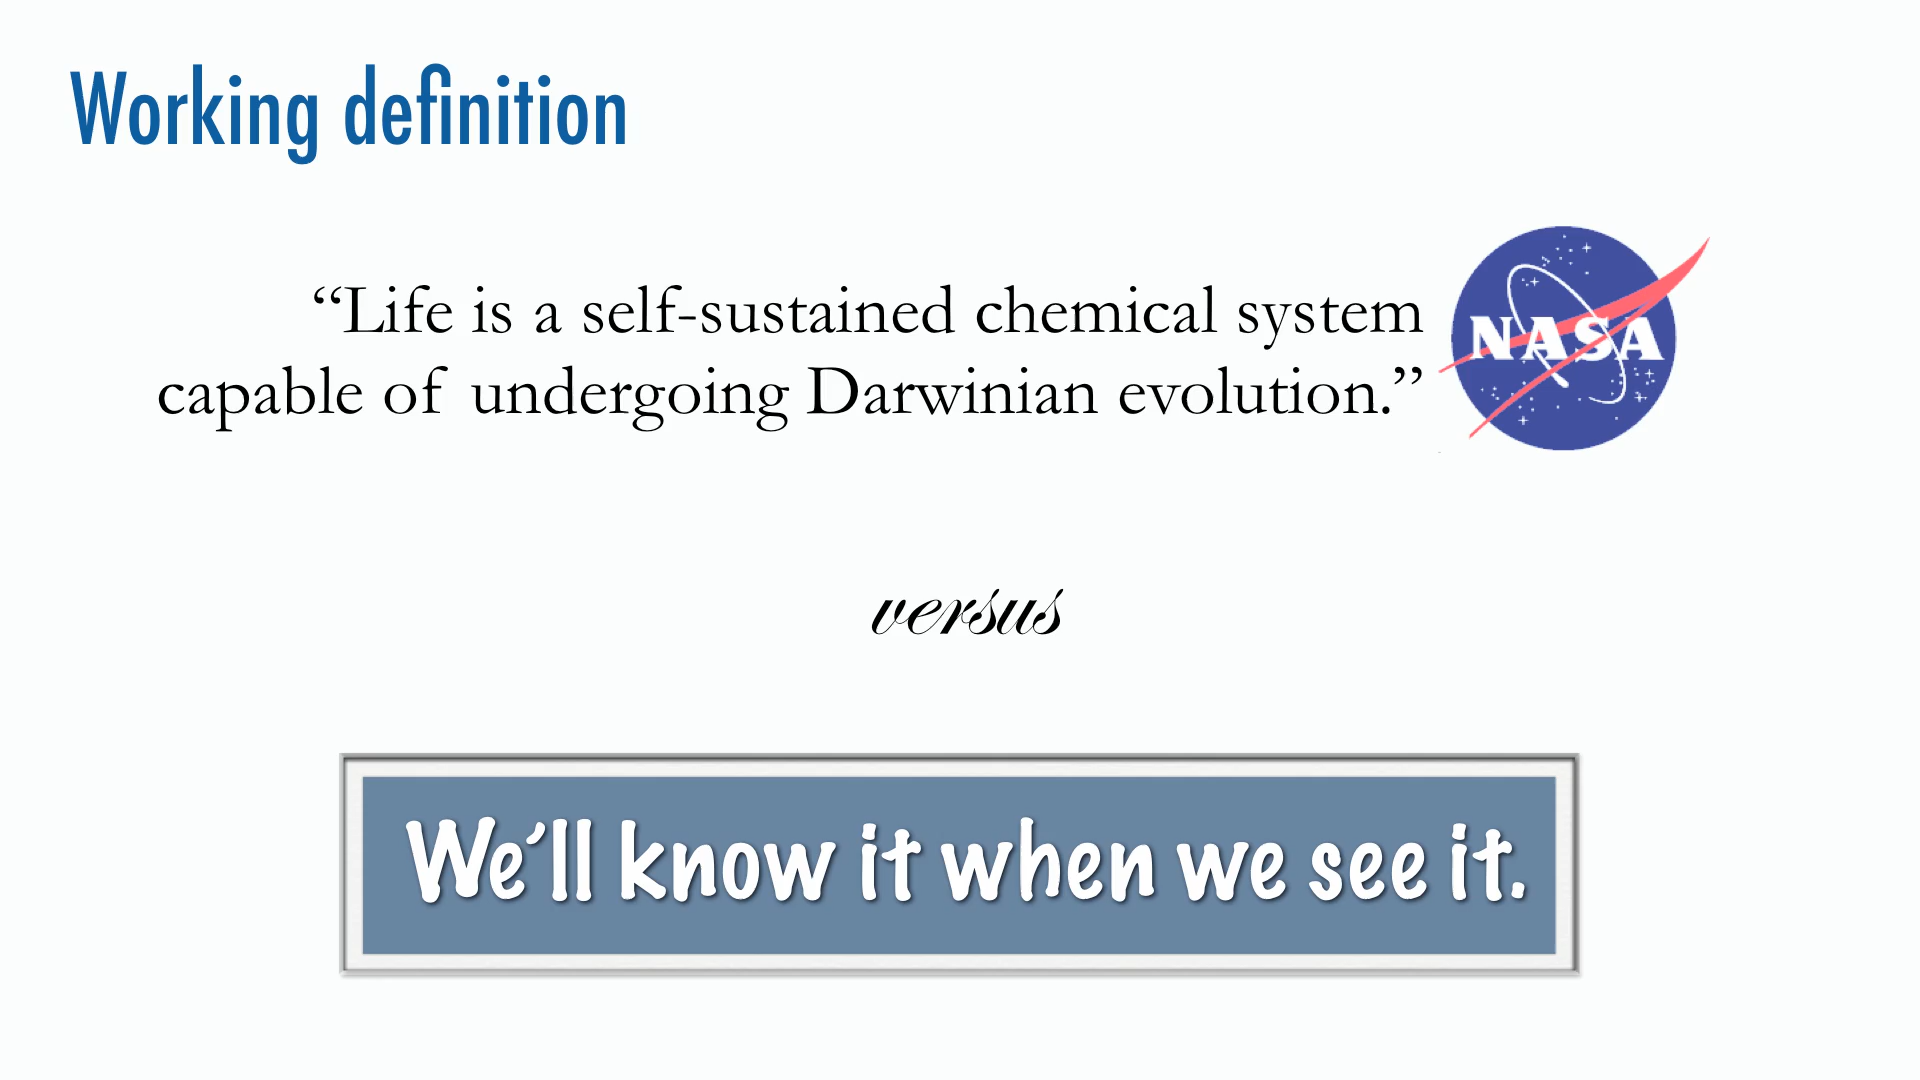 Working definition
“Life is a self-sustained chemical system
capable of undergoing Darwinian evolution.”
NASA
versus
We´ll know it when we see it.